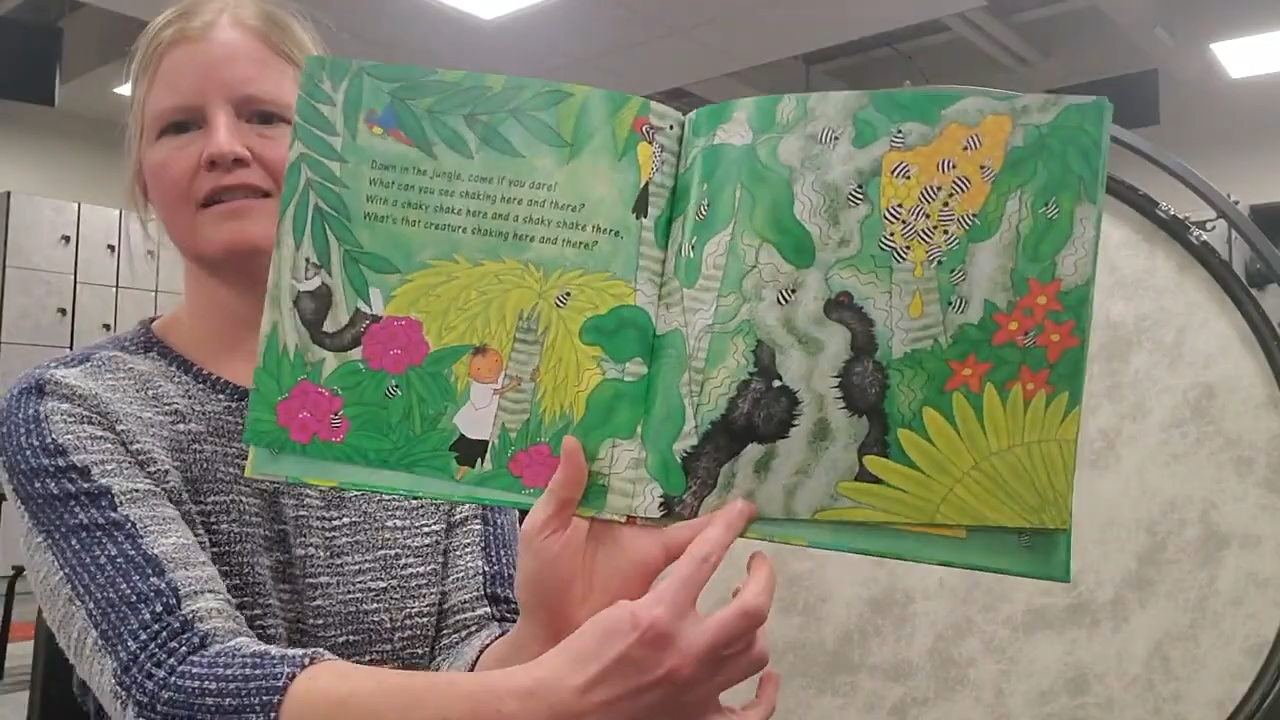 Down in the jungle, come if you dare!
What can you see shaking here and there?
With a shaky shake here and a shaky shake there,
What's that creature shaking here and there?